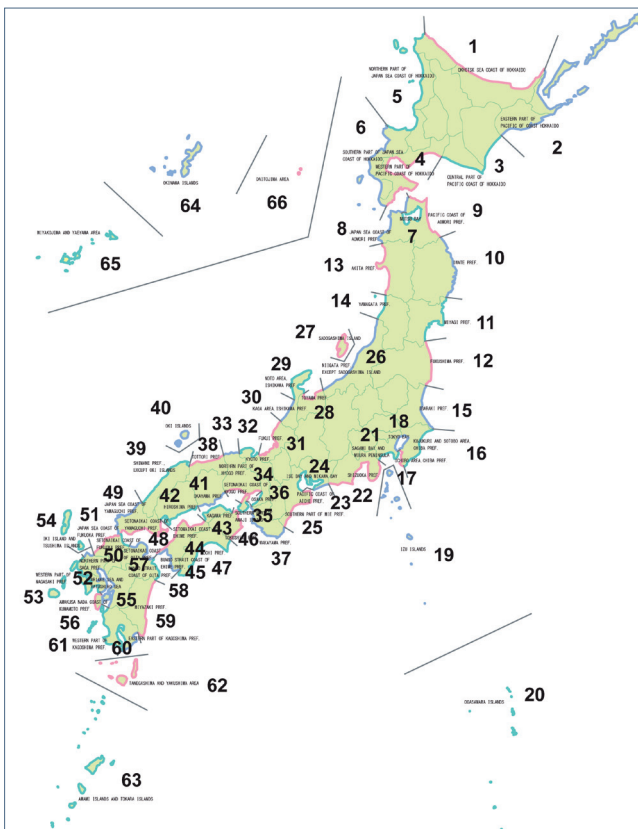 1
OKHOTSK SEA COAST OF HOKKAIDO
NORTHERN PART OF
JAPAN SEA COAST OF HOKKAIDO
5
EASTERN PART OF
PACIFIC OF COAST HOKKAIDO
2
6
SOUTHERN PART OF JAPAN SEA
COAST OF HOKKAIDO
4
WESTERN PART OF
PACIFIC COAST OF HOKKAIDO
3
CENTRAL PART OF
PACIFIC COAST OF HOKKAIDO
OKINAWA ISLANDS
64
DAITOJIMA AREA
66
MIYAKOJIMA AND YAEYAMA AREA
65
9
PACIFIC COAST OF
AOMORI PREF.
8
JAPAN SEA COAST OF
AOMORI PREF.
7
13
AKITA PREF.
10
IWATE PREF.
14
YAMAGATA PREF.
MIYAGI PREF.
11
27
SADOGASHIMA ISLAND
26
NIIGATA PREF.
EXCEPT SADOGASHIMA ISLAND
FUKUSHIMA PREF.
12
29
NOTO AREA,
ISHIKAWA PREF.
TOYAMA PREF.
28
30
KAGA AREA, ISHIKAWA PREF.
IBARAKI PREF.
15
40
OKI ISLANDS
33
32
FUKUI PREF.
31
18
TOKYO BAY
KUJUKURI AND SOTOBO AREA,
CHIBA PREF.
16
21
SAGAMI BAY AND
MIURA PENINSULA
17
39
SHIMANE PREF.
EXCEPT OKI ISLANDS
38
TOTTORI PREF.
KYOTO PREF.
NORTHERN PART OF
HYOGO PREF.
34
24
ISE BAY AND MIKAWA BAY
SHIZUOKA PREF.
22
23
PACIFIC COAST OF
AICHI PREF.
49
JAPAN SEA COAST OF
YAMAGUCHI PREF.
42
HIROSHIMA PREF.
41
OKAYAMA PREF.
SETONAIKAI COAST OF
HYOGO PREF.
36
OSAKA PREF.
35
25
SOUTHERN PART OF MIE PREF.
37
WAKAYAMA PREF.
19
IZU ISLANDS
54
OKI ISLAND AND
TSUSHIMA ISLAND
51
JAPAN SEA COAST OF
FUKUOKA PREF.
SETONAIKAI COAST OF
YAMAGUCHI PREF.
48
SETONAIKAI COAST OF
EHIME PREF.
KAGAWA PREF.
43
46
50
57
44
KOCHI PREF.
47
45
52
58
WESTERN PART OF
NAGASAKI PREF.
53
55
AMAKUSA NADA COAST OF
KUMAMOTO PREF.
56
MIYAZAKI PREF.
59
61
WESTERN PART OF
KAGOSHIMA PREF.
60
EASTERN PART OF KAGOSHIMA PREF.
TANEGASHIMA AND YAKUSHIMA AREA
62
OGASAWARA ISLANDS
20
63
AMAMI ISLANDS AND TOKARA ISLANDS